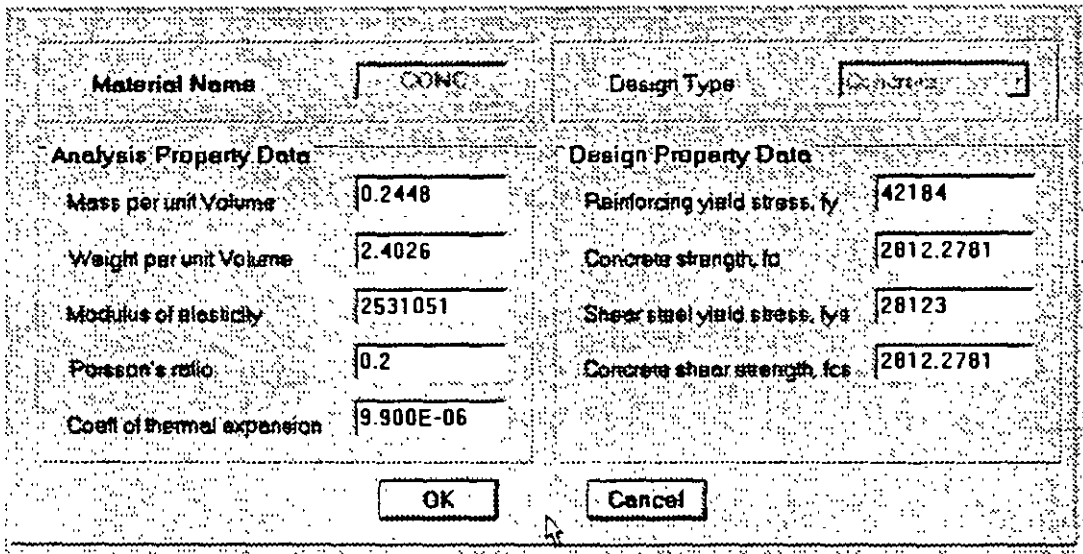 Material Name CONC Design Type Concrete
Analysis Property Data
Mass per unit Volume 0.2448
Weight per unit Volume 2.4026
Modulus of elasticity 2531051
Poisson's ratio 0.2
Coeff of thermal expansion 9.900E-06
Design Property Data
Reinforcing yield stress, fy 42184
Concrete strength, fc 2812.2781
Shear steel yield stress, fys 28123
Concrete shear strength, fcs 2812.2781
OK Cancel